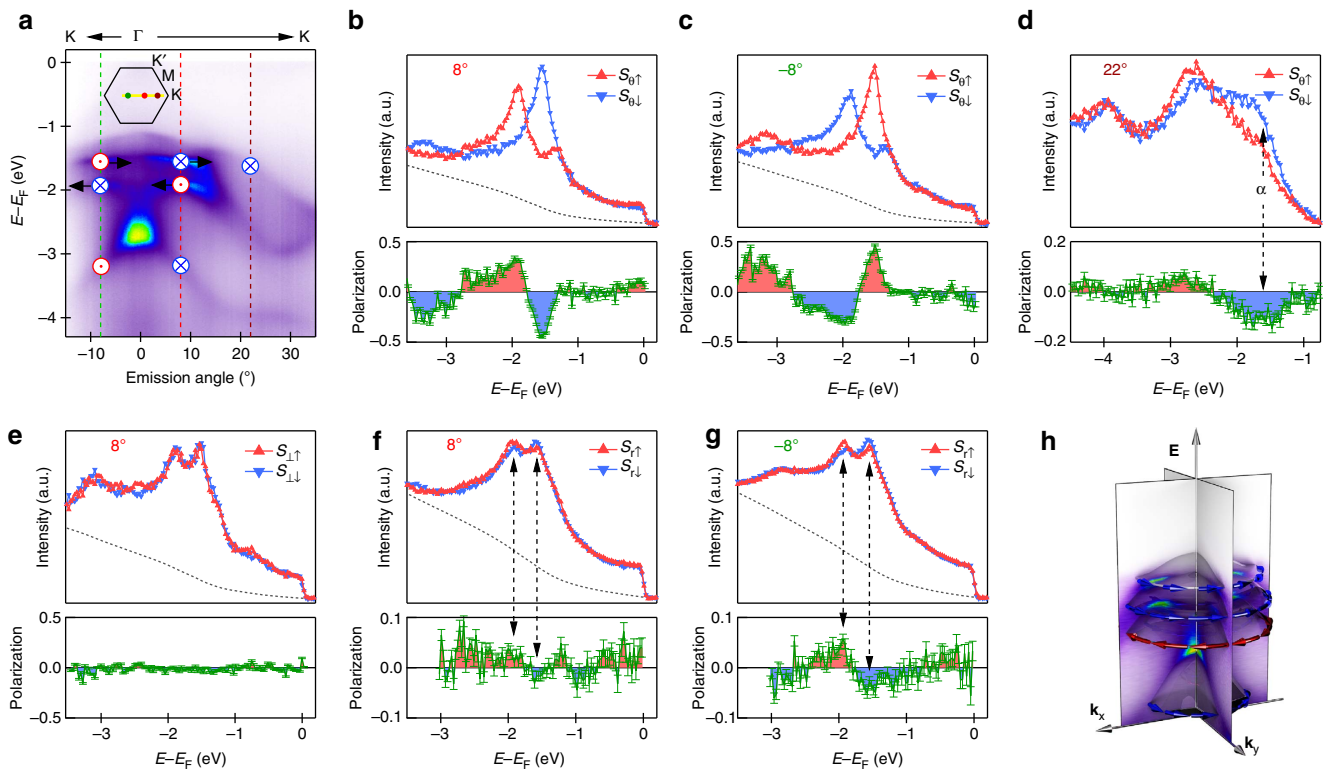 a
K Γ K
K′
M
K
0
−1
−2
−3
−4
E–E_F (eV)
−10 0 10 20 30
Emission angle (°)
b
8°
S_θ↑
S_θ↓
Intensity (a.u.)
0.5
0.0
−0.5
Polarization
−3 −2 −1 0
E–E_F (eV)
c
−8°
S_θ↑
S_θ↓
Intensity (a.u.)
0.5
0.0
−0.5
Polarization
−3 −2 −1 0
E–E_F (eV)
d
22°
S_θ↑
S_θ↓
α
Intensity (a.u.)
0.2
0.0
−0.2
Polarization
−4 −3 −2 −1
E–E_F (eV)
e
8°
S_⊥↑
S_⊥↓
Intensity (a.u.)
0.5
0.0
−0.5
Polarization
−3 −2 −1 0
E–E_F (eV)
f
8°
S_r↑
S_r↓
Intensity (a.u.)
0.1
0.0
−0.1
Polarization
−3 −2 −1 0
E–E_F (eV)
g
−8°
S_r↑
S_r↓
Intensity (a.u.)
0.1
0.0
−0.1
Polarization
−3 −2 −1 0
E–E_F (eV)
h
E
k_x
k_y